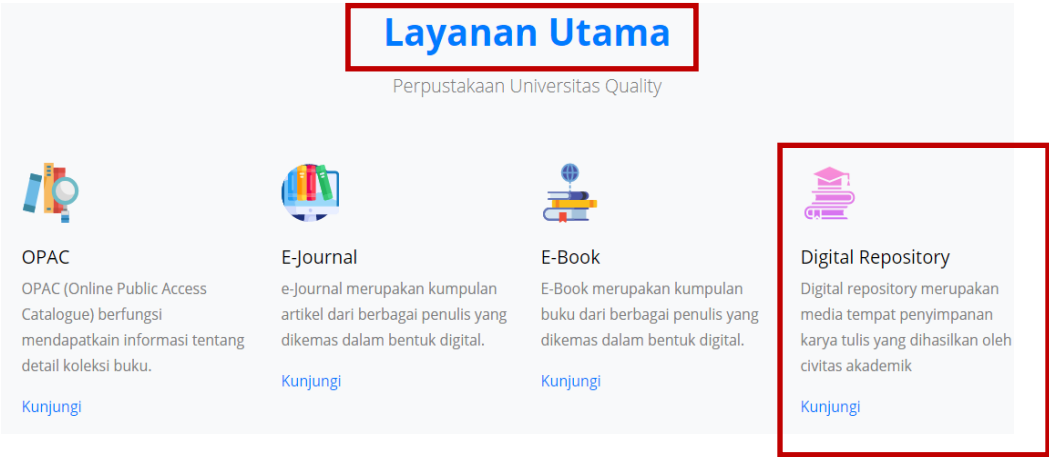 Layanan Utama
Perpustakaan Universitas Quality
OPAC
OPAC (Online Public Access
Catalogue) berfungsi
mendapatkain informasi tentang
detail koleksi buku.
Kunjungi
E-Journal
e-Journal merupakan kumpulan
artikel dari berbagai penulis yang
dikemas dalam bentuk digital.
Kunjungi
E-Book
E-Book merupakan kumpulan
buku dari berbagai penulis yang
dikemas dalam bentuk digital.
Kunjungi
Digital Repository
Digital repository merupakan
media tempat penyimpanan
karya tulis yang dihasilkan oleh
civitas akademik
Kunjungi